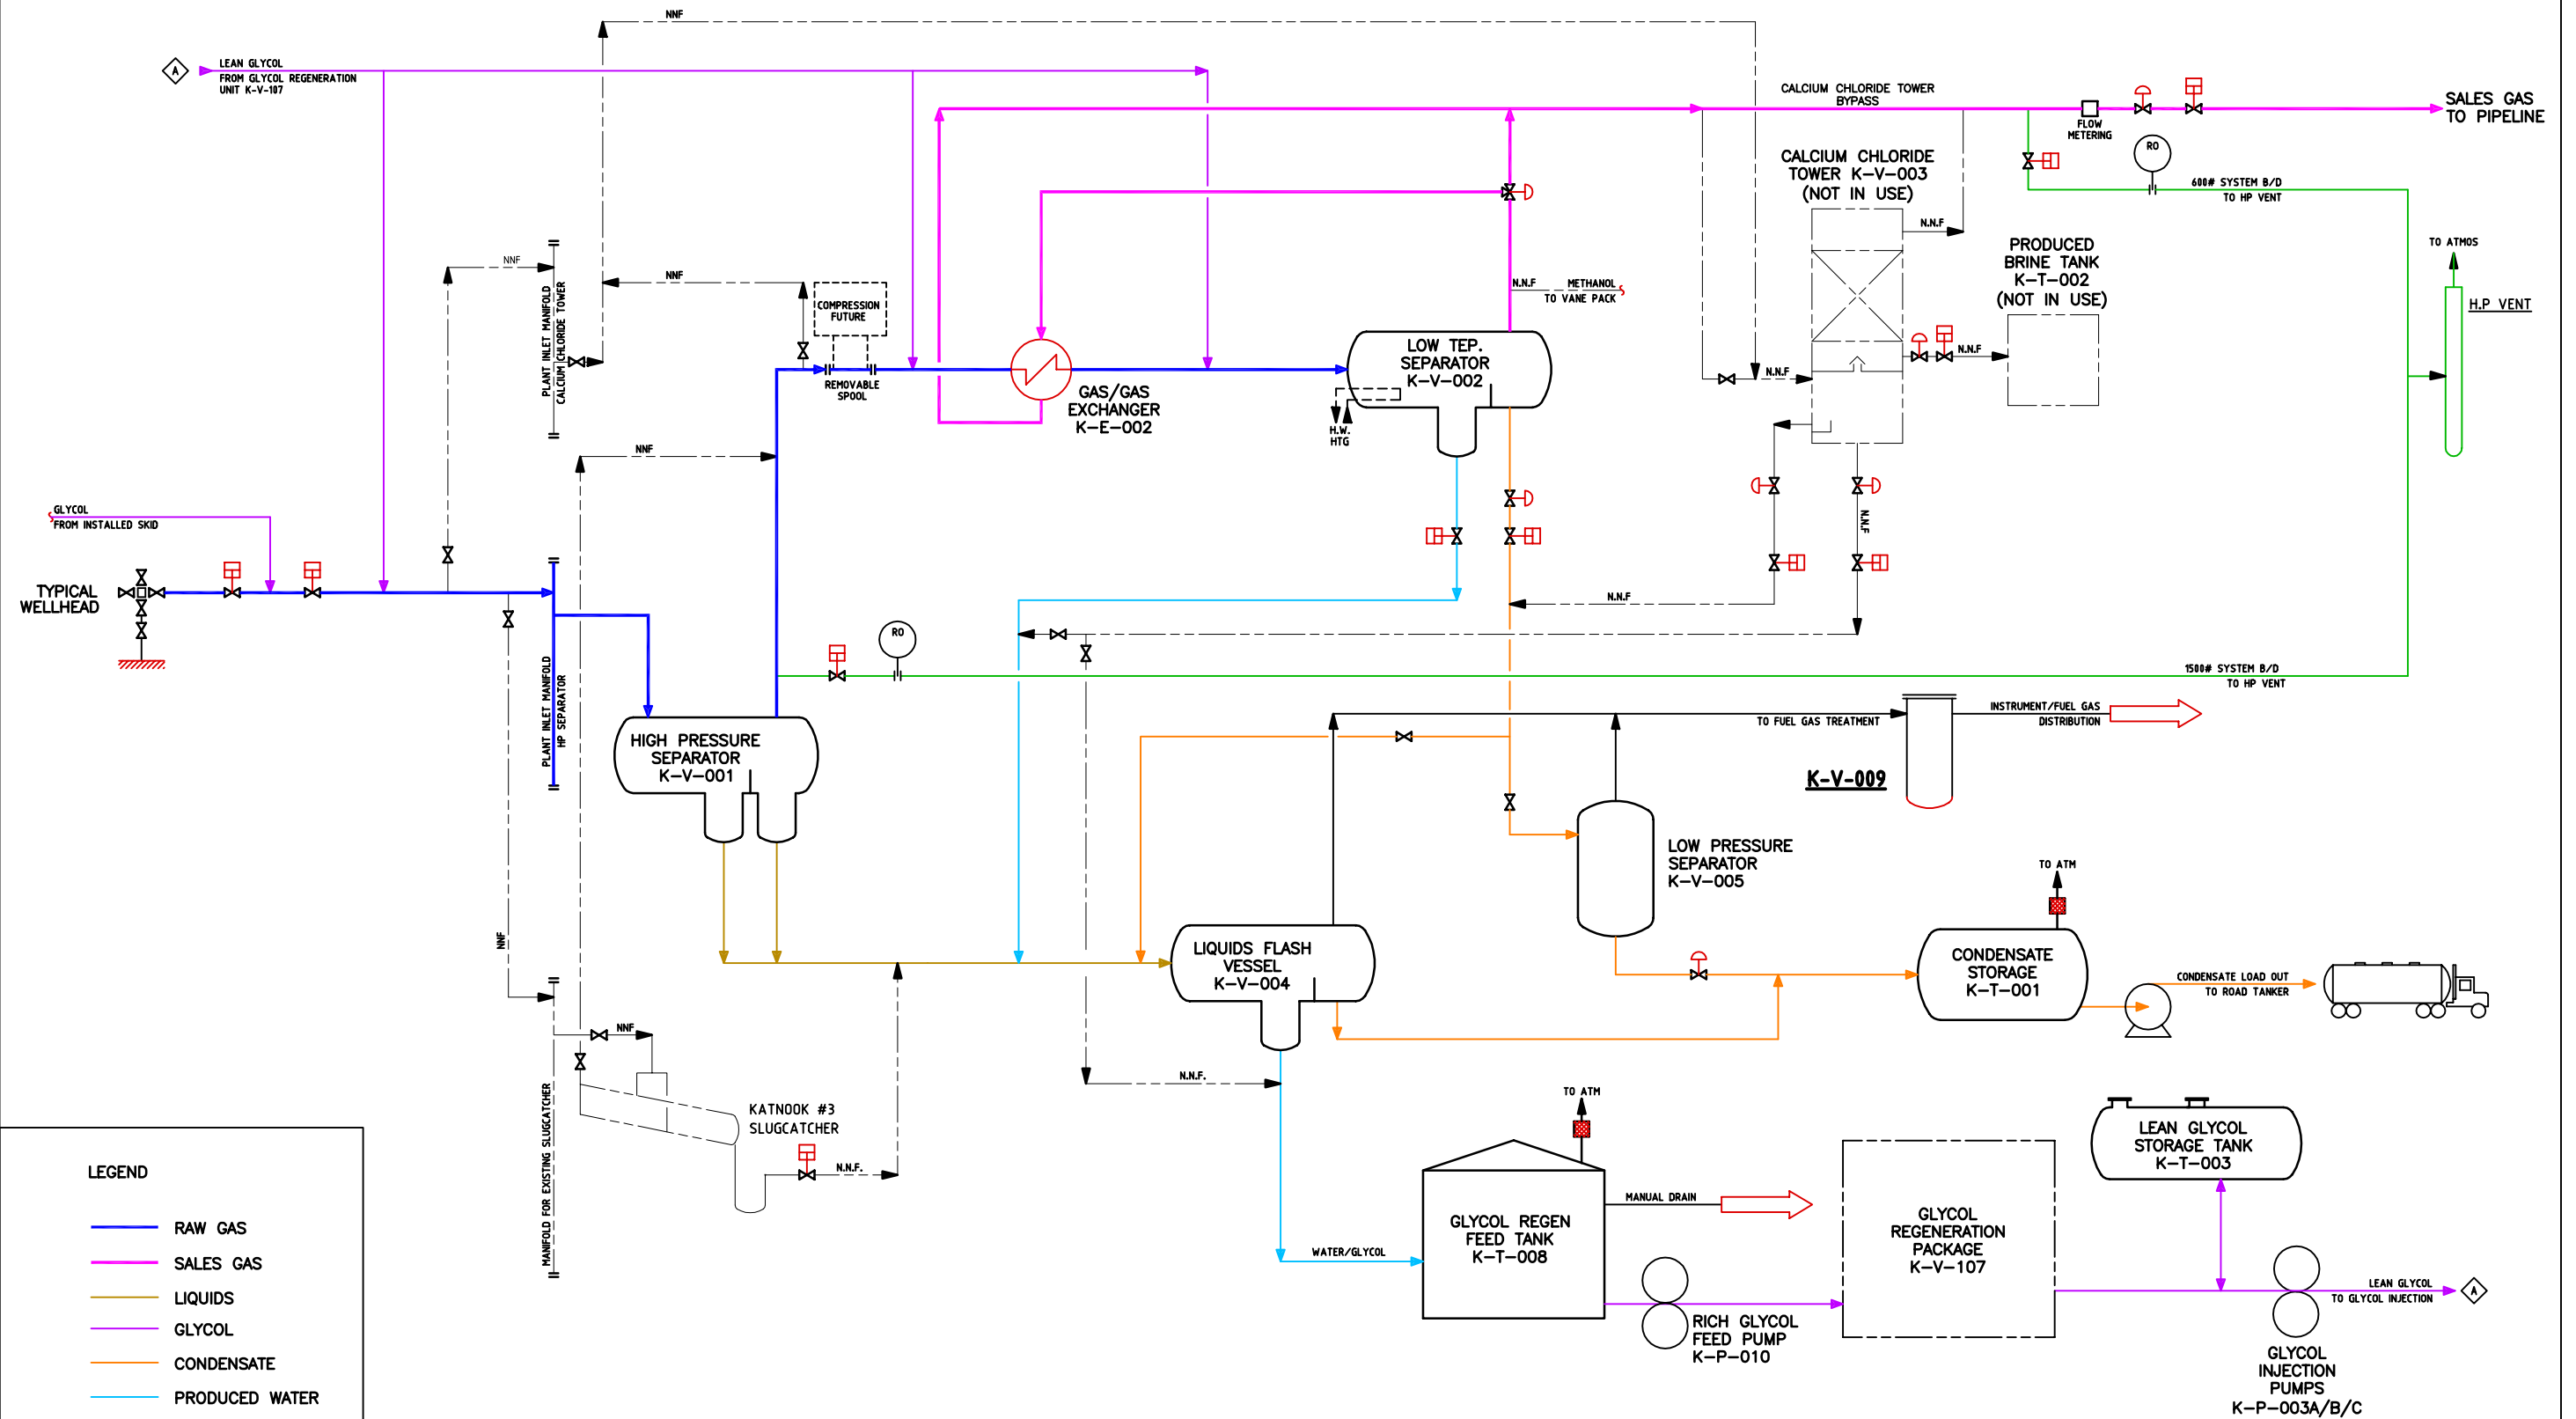 NNF
A
LEAN GLYCOL
FROM GLYCOL REGENERATION
UNIT K-V-107
CALCIUM CHLORIDE TOWER
BYPASS
FLOW
METERING
SALES GAS
TO PIPELINE
RO
600# SYSTEM B/D
TO HP VENT
CALCIUM CHLORIDE
TOWER K-V-003
(NOT IN USE)
N.N.F
PRODUCED
BRINE TANK
K-T-002
(NOT IN USE)
TO ATMOS
H.P VENT
NNF
PLANT INLET MANIFOLD
CALCIUM CHLORIDE TOWER
NNF
COMPRESSION
FUTURE
REMOVABLE
SPOOL
GAS/GAS
EXCHANGER
K-E-002
N.N.F
METHANOL
TO VANE PACK
LOW TEP.
SEPARATOR
K-V-002
H.W.
HTG
N.N.F
N.N.F
NNF
GLYCOL
FROM INSTALLED SKID
TYPICAL
WELLHEAD
N.N.F
N.N.F
RO
1500# SYSTEM B/D
TO HP VENT
PLANT INLET MANIFOLD
HP SEPARATOR
HIGH PRESSURE
SEPARATOR
K-V-001
TO FUEL GAS TREATMENT
INSTRUMENT/FUEL GAS
DISTRIBUTION
K-V-009
LOW PRESSURE
SEPARATOR
K-V-005
TO ATM
NNF
LIQUIDS FLASH
VESSEL
K-V-004
CONDENSATE
STORAGE
K-T-001
CONDENSATE LOAD OUT
TO ROAD TANKER
NNF
MANIFOLD FOR EXISTING SLUGCATCHER
KATNOOK #3
SLUGCATCHER
N.N.F.
N.N.F.
TO ATM
GLYCOL REGEN
FEED TANK
K-T-008
MANUAL DRAIN
WATER/GLYCOL
RICH GLYCOL
FEED PUMP
K-P-010
GLYCOL
REGENERATION
PACKAGE
K-V-107
LEAN GLYCOL
STORAGE TANK
K-T-003
LEAN GLYCOL
TO GLYCOL INJECTION
A
GLYCOL
INJECTION
PUMPS
K-P-003A/B/C
LEGEND
RAW GAS
SALES GAS
LIQUIDS
GLYCOL
CONDENSATE
PRODUCED WATER